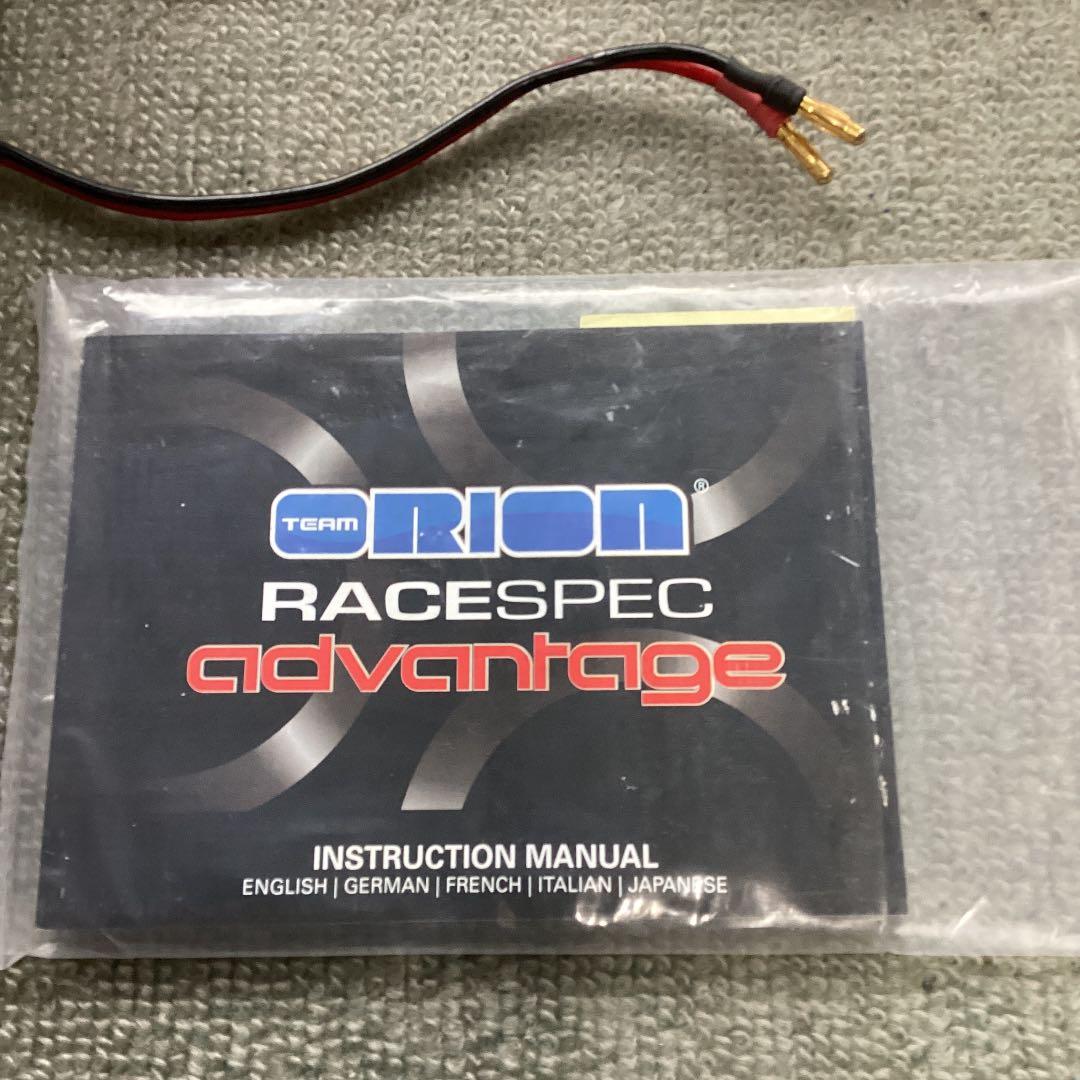 TEAM ORION®
RACESPEC
advantage
INSTRUCTION MANUAL
ENGLISH | GERMAN | FRENCH | ITALIAN | JAPANESE